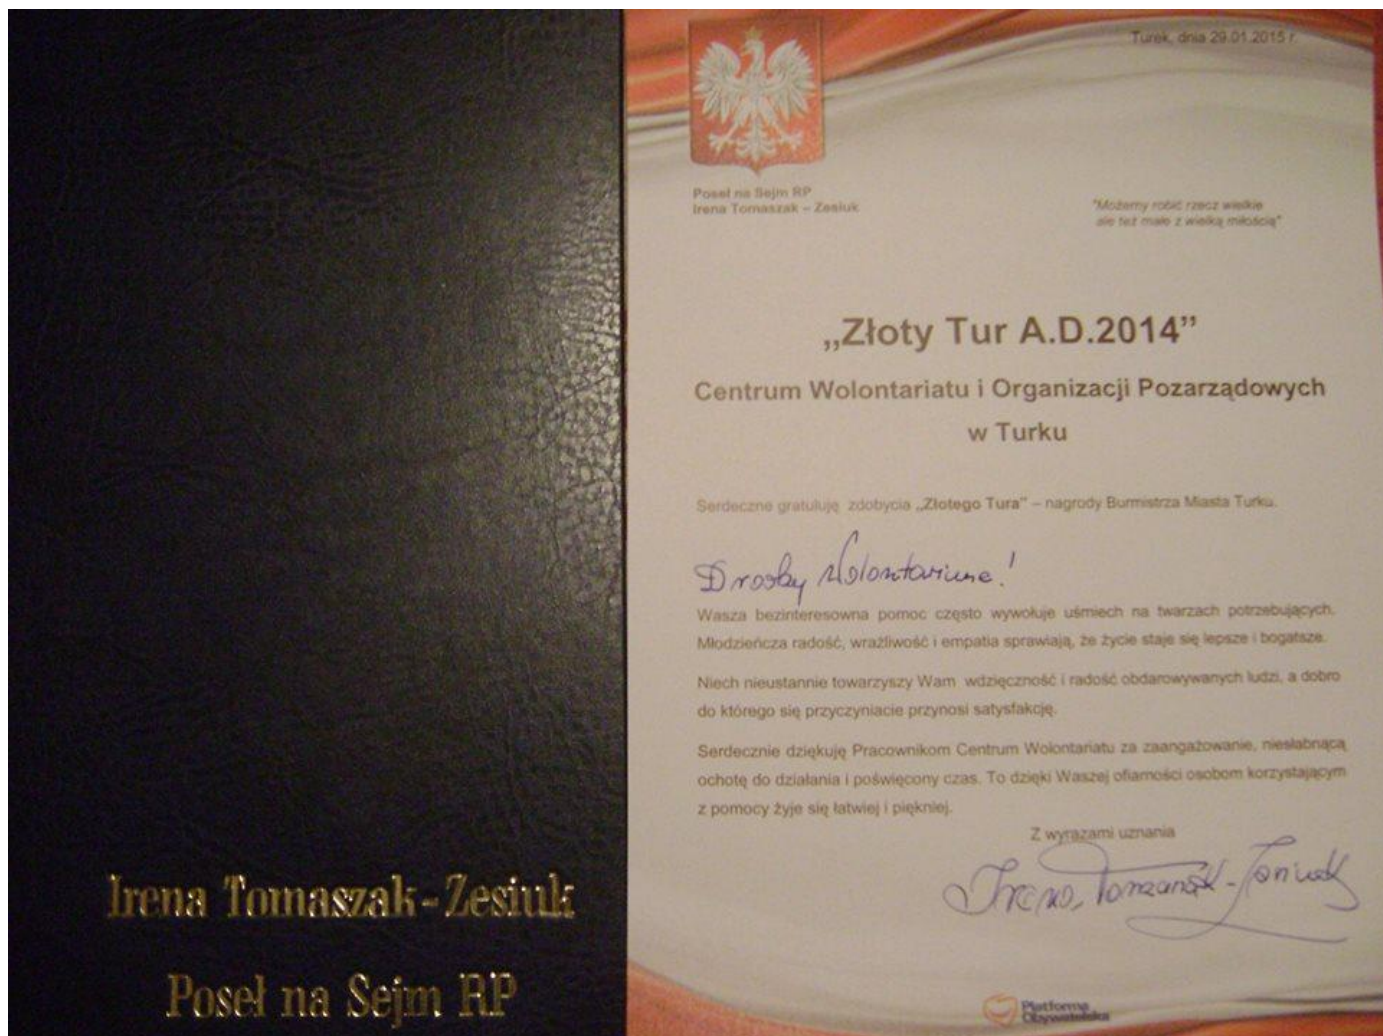 Irena Tomaszak-Zesiuk
Poseł na Sejm RP
Turek, dnia 29.01.2015 r.
Poseł na Sejm RP
Irena Tomaszak – Zesiuk
"Możemy robić rzecz wielkie
ale też małe z wielką miłością"
„Złoty Tur A.D.2014”
Centrum Wolontariatu i Organizacji Pozarządowych
w Turku
Serdeczne gratuluję zdobycia „Złotego Tura” – nagrody Burmistrza Miasta Turku.
Drodzy Wolontariusze!
Wasza bezinteresowna pomoc często wywołuje uśmiech na twarzach potrzebujących.
Młodzieńcza radość, wrażliwość i empatia sprawiają, że życie staje się lepsze i bogatsze.
Niech nieustannie towarzyszy Wam wdzięczność i radość obdarowywanych ludzi, a dobro
do którego się przyczyniacie przynosi satysfakcję.
Serdecznie dziękuję Pracownikom Centrum Wolontariatu za zaangażowanie, niesłabnącą
ochotę do działania i poświęcony czas. To dzięki Waszej ofiarności osobom korzystającym
z pomocy żyje się łatwiej i piękniej.
Z wyrazami uznania
Irena Tomaszak-Zesiuk
Platforma
Obywatelska